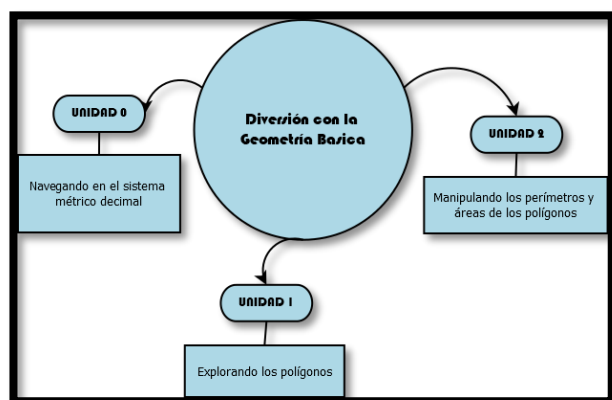 Diversión con la
Geometría Basica
UNIDAD 0
Navegando en el sistema
métrico decimal
UNIDAD 1
Explorando los polígonos
UNIDAD 2
Manipulando los perímetros y
áreas de los polígonos